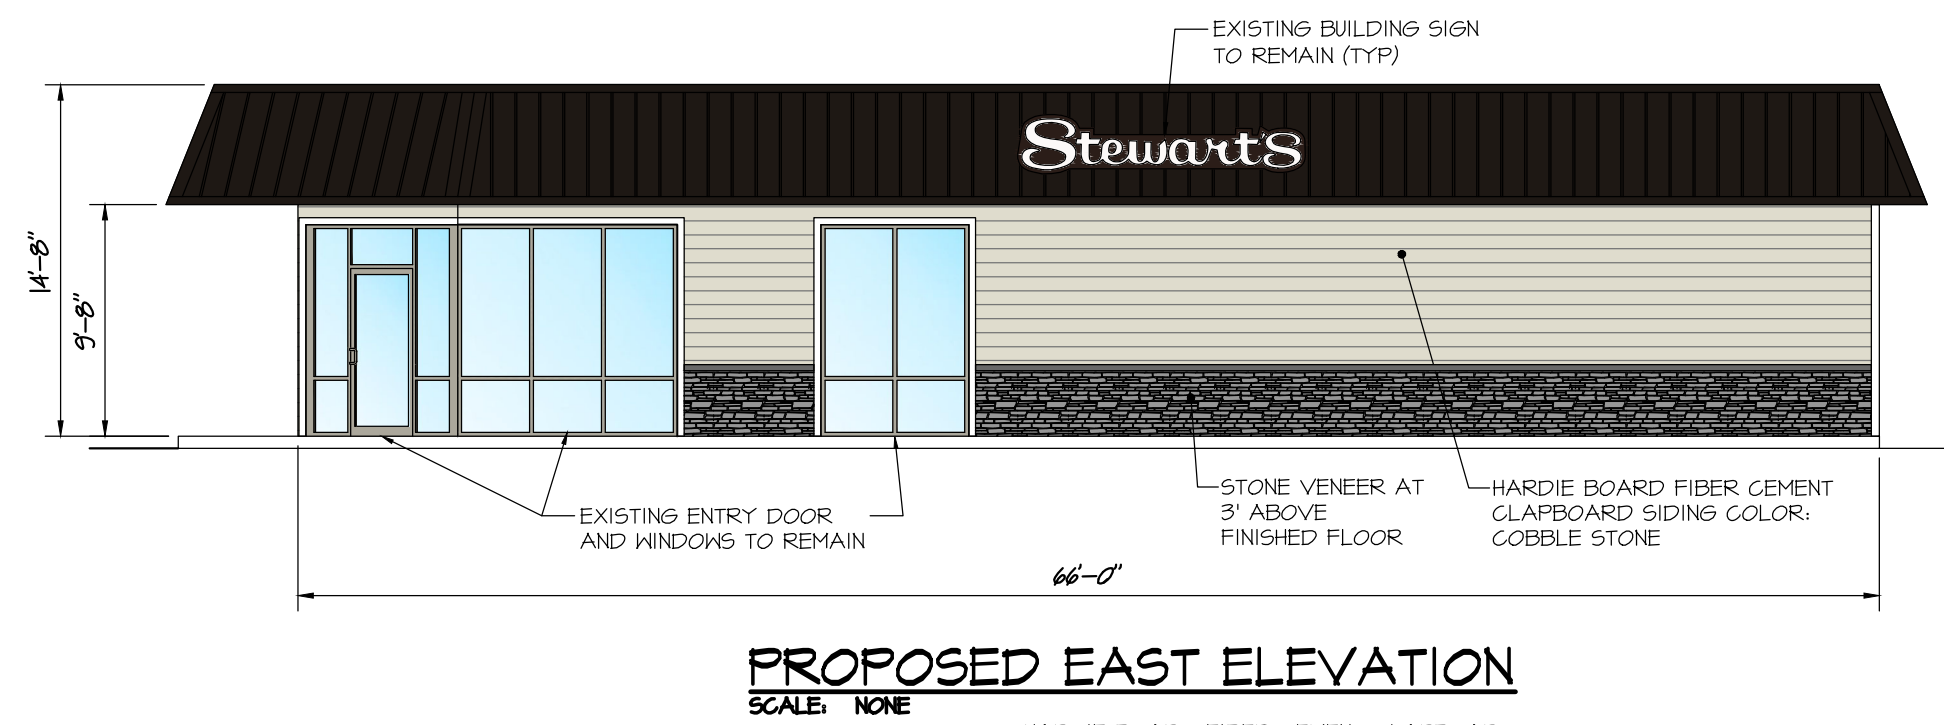 EXISTING BUILDING SIGN
TO REMAIN (TYP)
Stewart's
14'-8"
9'-8"
EXISTING ENTRY DOOR
AND WINDOWS TO REMAIN
STONE VENEER AT
3' ABOVE
FINISHED FLOOR
HARDIE BOARD FIBER CEMENT
CLAPBOARD SIDING COLOR:
COBBLE STONE
66'-0"
PROPOSED EAST ELEVATION
SCALE: NONE